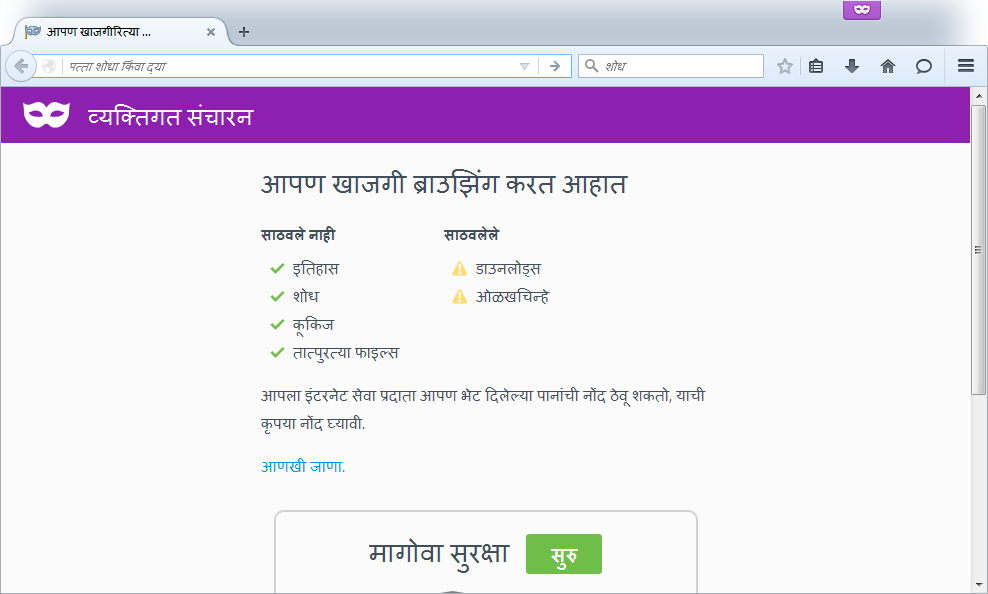 आपण खाजगीरित्या ...
पत्ता शोधा किंवा द्या
शोध
व्यक्तिगत संचारन
आपण खाजगी ब्राउझिंग करत आहात
साठवले नाही
साठवलेले
इतिहास
डाउनलोड्स
शोध
ओळखचिन्हे
कूकिज
तात्पुरत्या फाइल्स
आपला इंटरनेट सेवा प्रदाता आपण भेट दिलेल्या पानांची नोंद ठेवू शकतो, याची
कृपया नोंद घ्यावी.
आणखी जाणा.
मागोवा सुरक्षा
सुरु